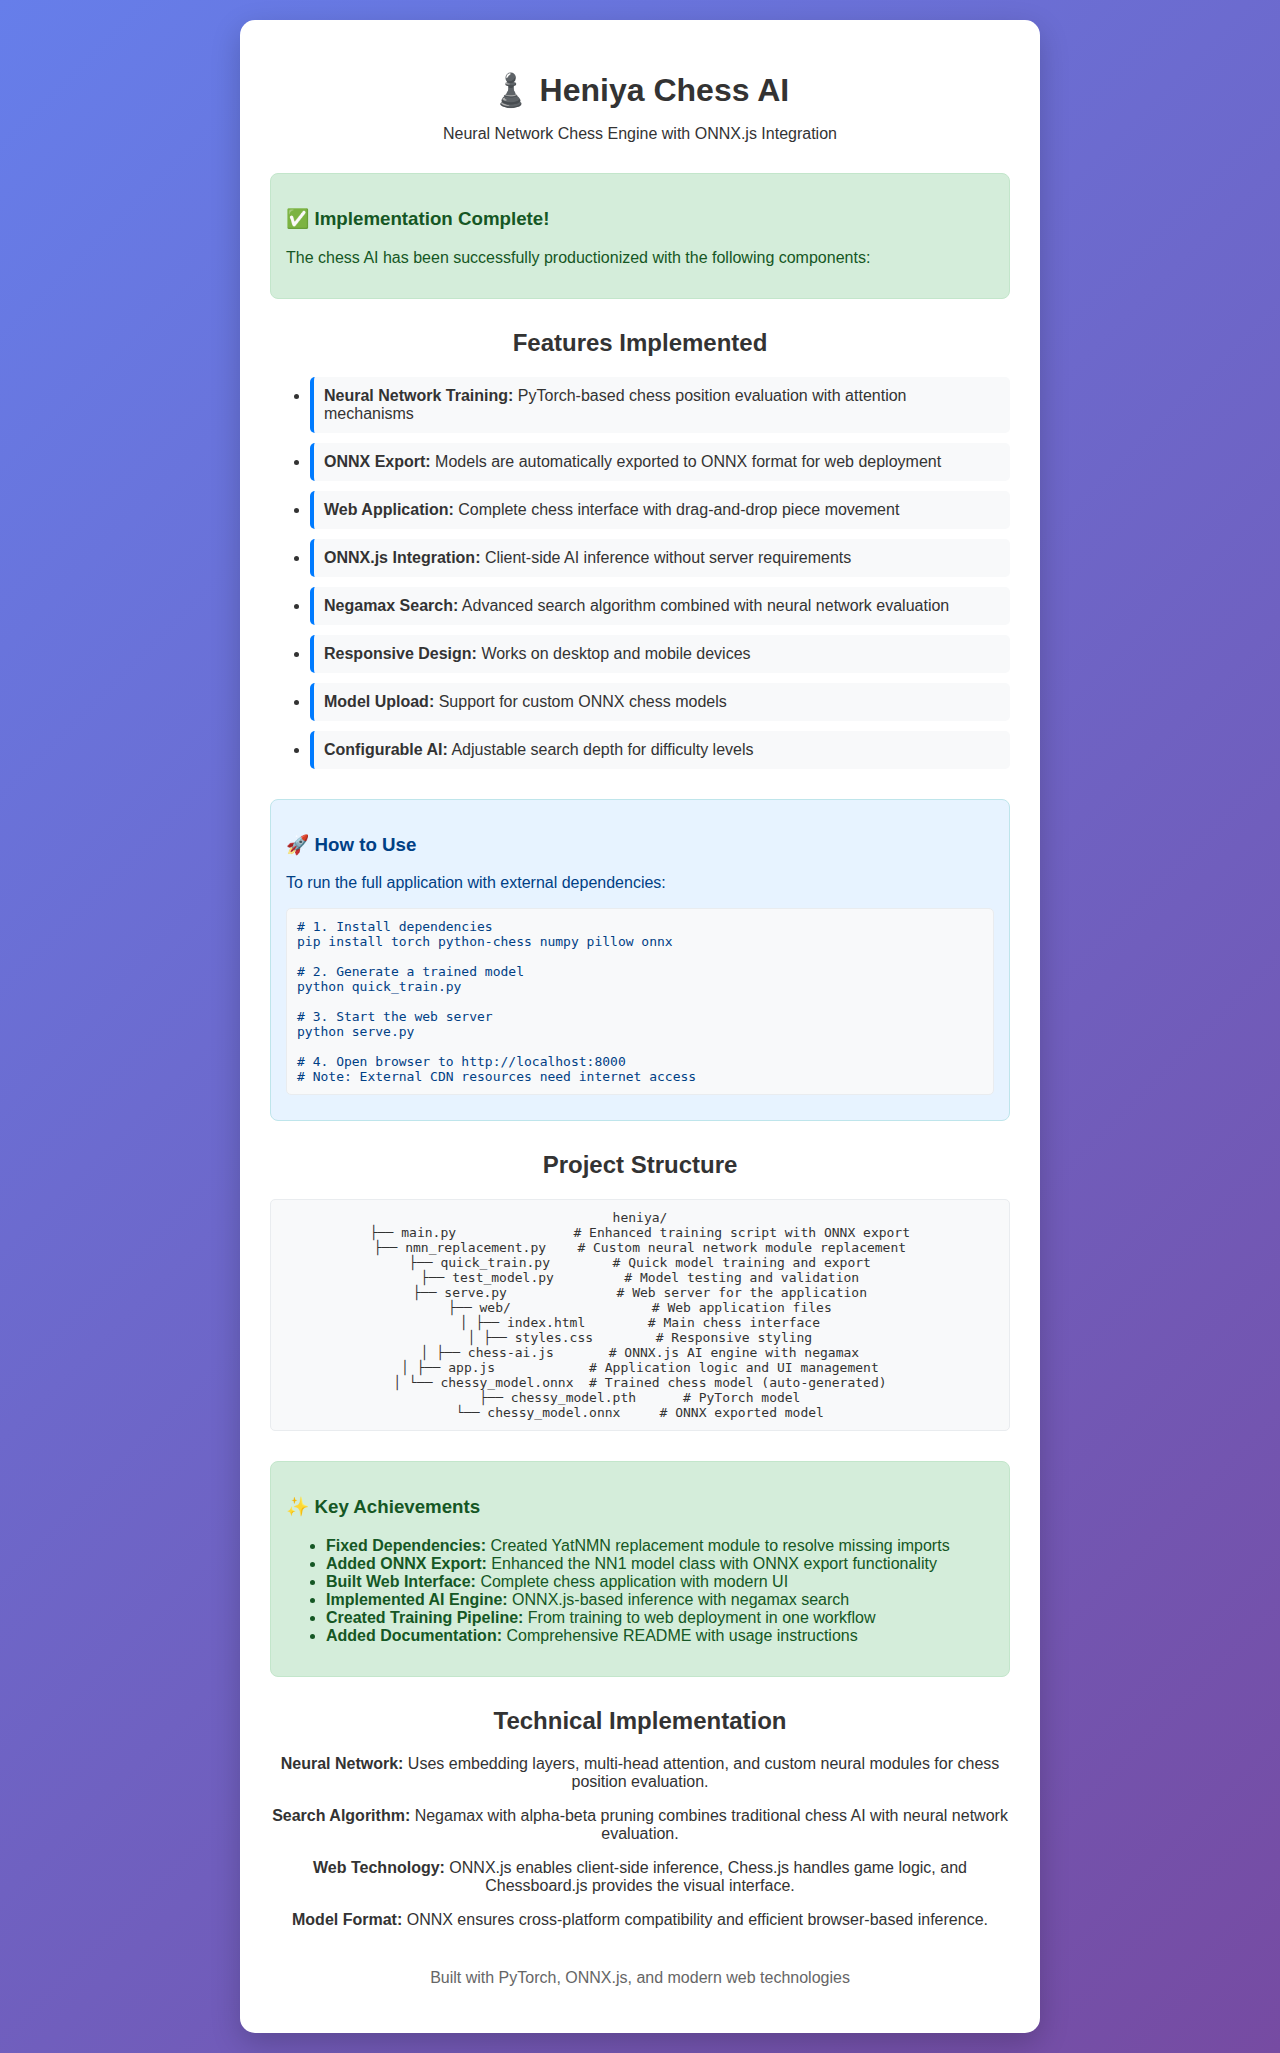 ♟️ Heniya Chess AI
Neural Network Chess Engine with ONNX.js Integration
✅ Implementation Complete!
The chess AI has been successfully productionized with the following components:
Features Implemented
• Neural Network Training: PyTorch-based chess position evaluation with attention
mechanisms
• ONNX Export: Models are automatically exported to ONNX format for web deployment
• Web Application: Complete chess interface with drag-and-drop piece movement
• ONNX.js Integration: Client-side AI inference without server requirements
• Negamax Search: Advanced search algorithm combined with neural network evaluation
• Responsive Design: Works on desktop and mobile devices
• Model Upload: Support for custom ONNX chess models
• Configurable AI: Adjustable search depth for difficulty levels
🚀 How to Use
To run the full application with external dependencies:
# 1. Install dependencies
pip install torch python-chess numpy pillow onnx
# 2. Generate a trained model
python quick_train.py
# 3. Start the web server
python serve.py
# 4. Open browser to http://localhost:8000
# Note: External CDN resources need internet access
Project Structure
heniya/
├── main.py               # Enhanced training script with ONNX export
├── nmn_replacement.py    # Custom neural network module replacement
├── quick_train.py        # Quick model training and export
├── test_model.py         # Model testing and validation
├── serve.py              # Web server for the application
├── web/                  # Web application files
│ ├── index.html        # Main chess interface
│ ├── styles.css        # Responsive styling
│ ├── chess-ai.js       # ONNX.js AI engine with negamax
│ ├── app.js            # Application logic and UI management
│ └── chessy_model.onnx  # Trained chess model (auto-generated)
├── chessy_model.pth      # PyTorch model
└── chessy_model.onnx     # ONNX exported model
✨ Key Achievements
• Fixed Dependencies: Created YatNMN replacement module to resolve missing imports
• Added ONNX Export: Enhanced the NN1 model class with ONNX export functionality
• Built Web Interface: Complete chess application with modern UI
• Implemented AI Engine: ONNX.js-based inference with negamax search
• Created Training Pipeline: From training to web deployment in one workflow
• Added Documentation: Comprehensive README with usage instructions
Technical Implementation
Neural Network: Uses embedding layers, multi-head attention, and custom neural modules for chess
position evaluation.
Search Algorithm: Negamax with alpha-beta pruning combines traditional chess AI with neural network
evaluation.
Web Technology: ONNX.js enables client-side inference, Chess.js handles game logic, and
Chessboard.js provides the visual interface.
Model Format: ONNX ensures cross-platform compatibility and efficient browser-based inference.
Built with PyTorch, ONNX.js, and modern web technologies